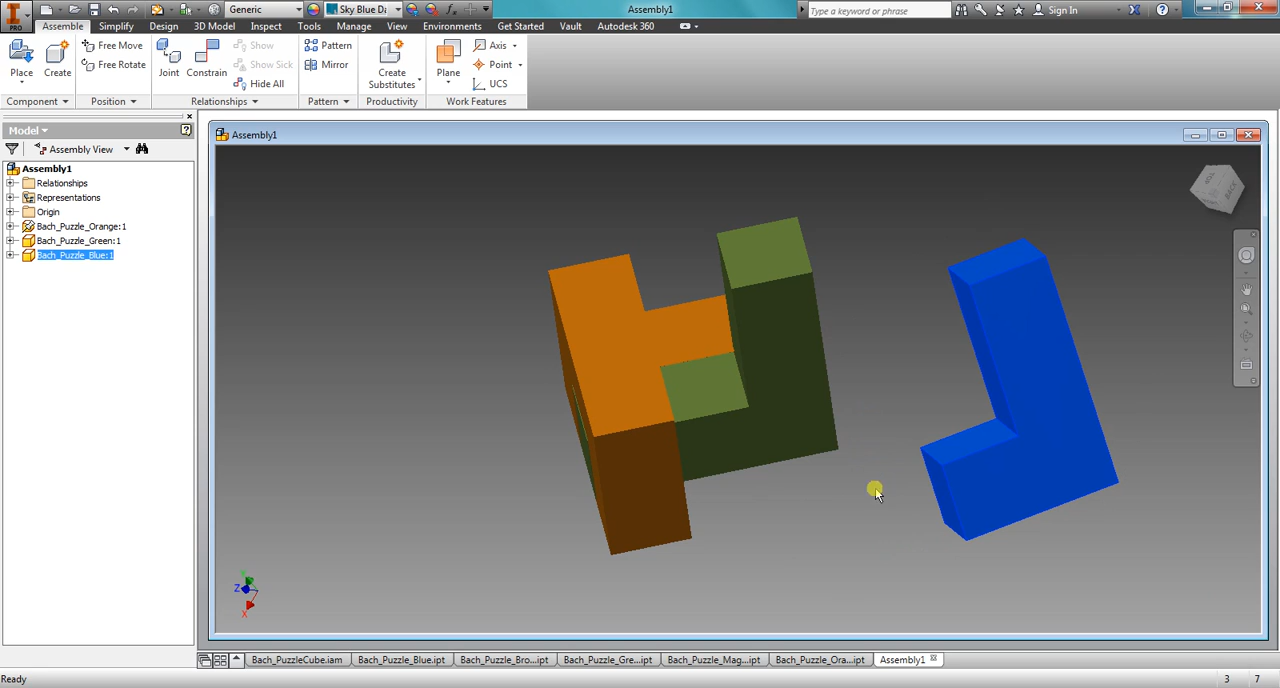 PRO
Generic
Sky Blue Da
fx
Assembly1
Type a keyword or phrase
Sign In
Assemble
Simplify
Design
3D Model
Inspect
Tools
Manage
View
Environments
Get Started
Vault
Autodesk 360
Place
Create
Free Move
Free Rotate
Joint
Constrain
Show
Show Sick
Hide All
Pattern
Mirror
Create
Substitutes
Plane
Axis
Point
UCS
Component
Position
Relationships
Pattern
Productivity
Work Features
Model
Assembly View
Assembly1
Relationships
Representations
Origin
Bach_Puzzle_Orange:1
Bach_Puzzle_Green:1
Bach_Puzzle_Blue:1
Assembly1
BACK
Z
X
Bach_PuzzleCube.iam
Bach_Puzzle_Blue.ipt
Bach_Puzzle_Bro...ipt
Bach_Puzzle_Gre...ipt
Bach_Puzzle_Mag...ipt
Bach_Puzzle_Ora...ipt
Assembly1
Ready
3
7